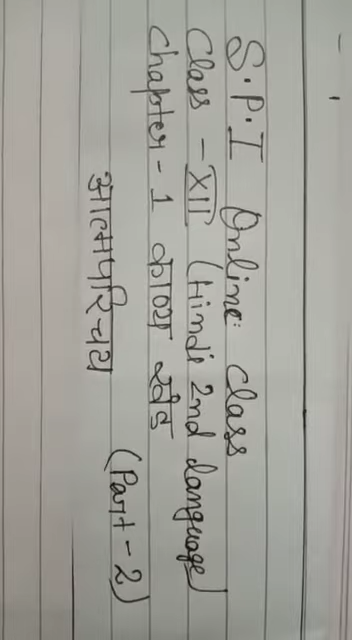 S.P.I Online class
Class - XII (Hindi 2nd Language)
Chapter - 1 काव्य खंड
आत्मपरिचय
(Part - 2)